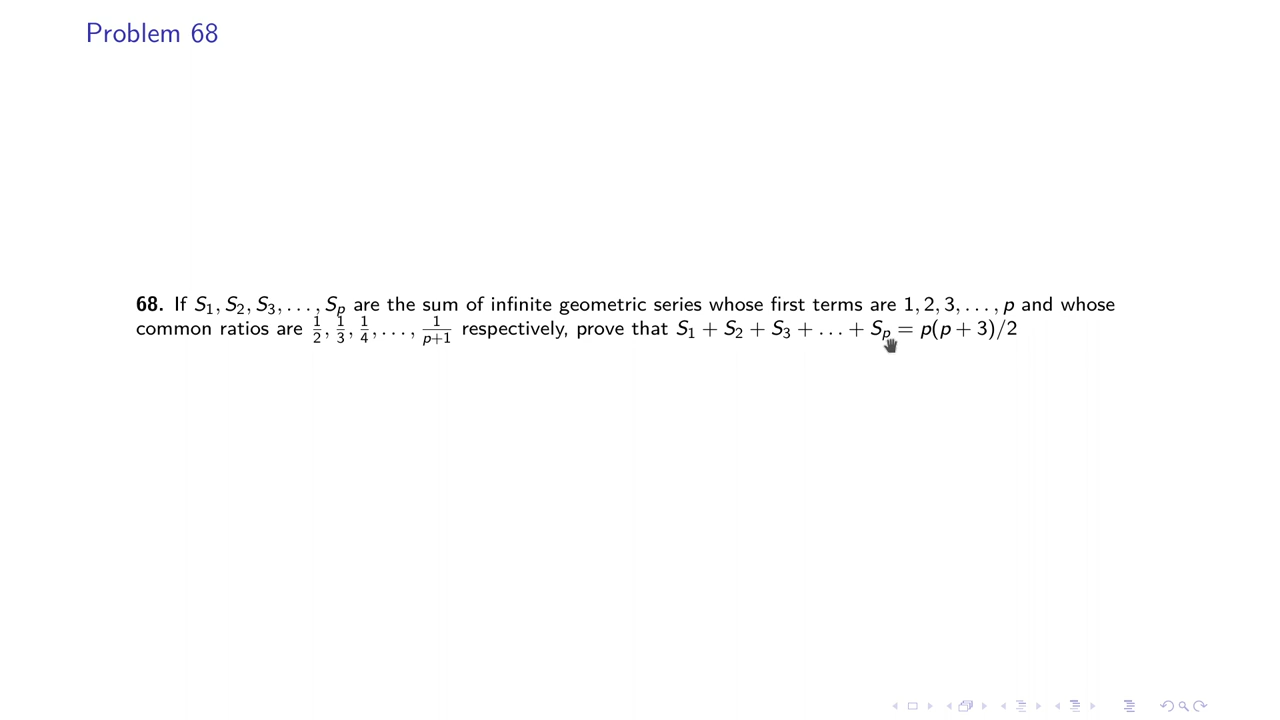 Problem 68
68. If S₁, S₂, S₃, . . . , Sₚ are the sum of infinite geometric series whose first terms are 1, 2, 3, . . . , p and whose
common ratios are 1/2, 1/3, 1/4, . . . , 1/(p+1) respectively, prove that S₁ + S₂ + S₃ + . . . + Sₚ = p(p + 3)/2